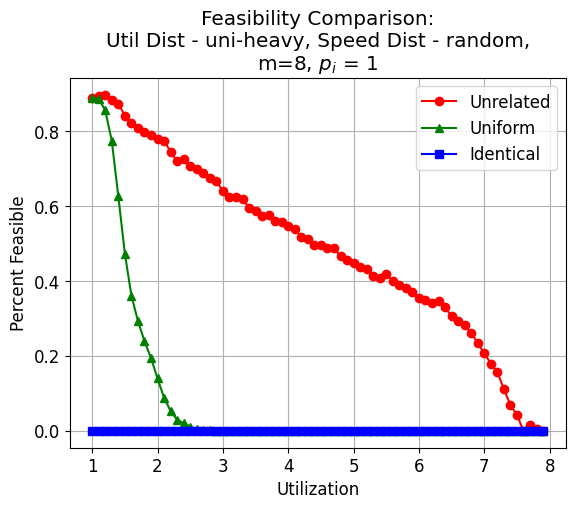 Feasibility Comparison:
Util Dist - uni-heavy, Speed Dist - random,
m=8, pᵢ = 1
Unrelated
Uniform
Identical
Percent Feasible
0.8
0.6
0.4
0.2
0.0
1 2 3 4 5 6 7 8
Utilization